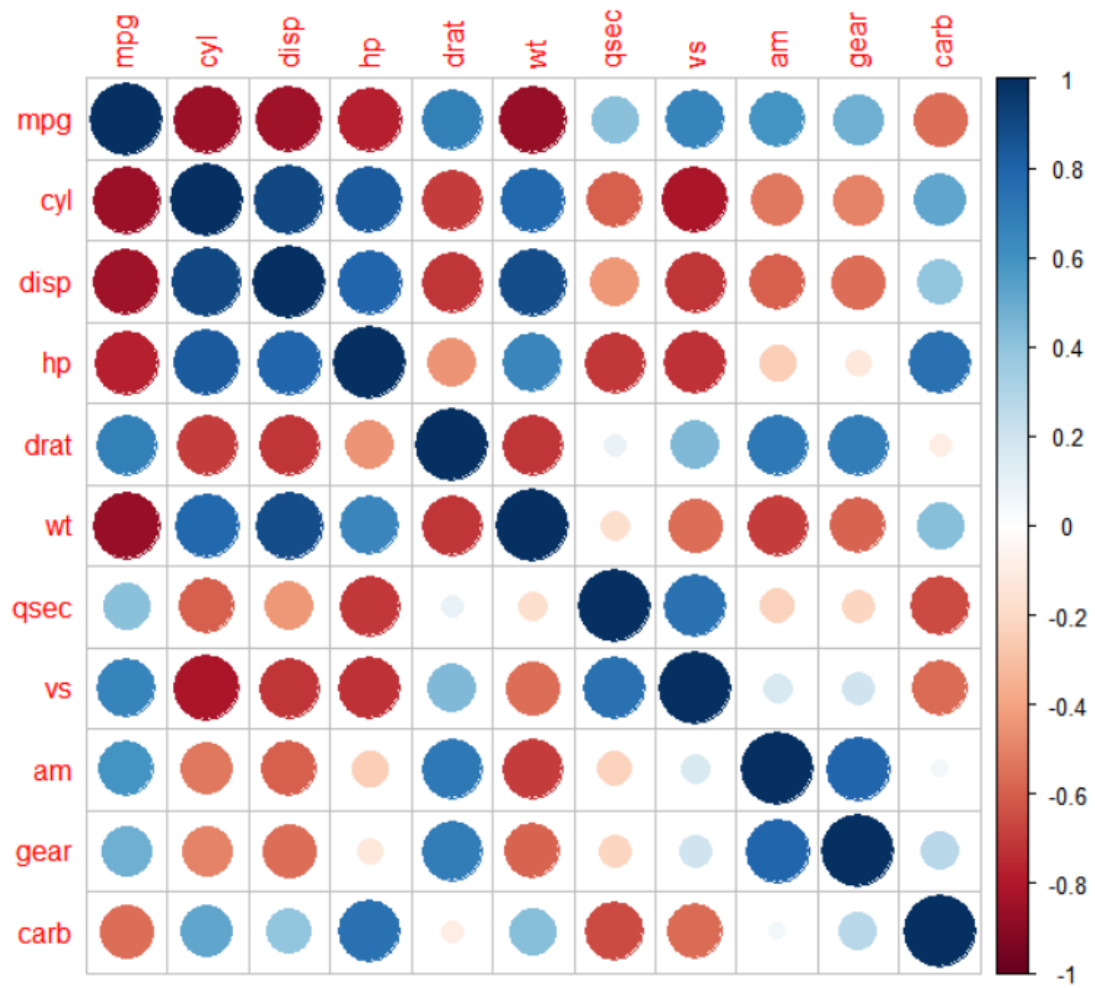 mpg cyl disp hp drat wt qsec vs am gear carb
mpg
cyl
disp
hp
drat
wt
qsec
vs
am
gear
carb
1
0.8
0.6
0.4
0.2
0
-0.2
-0.4
-0.6
-0.8
-1